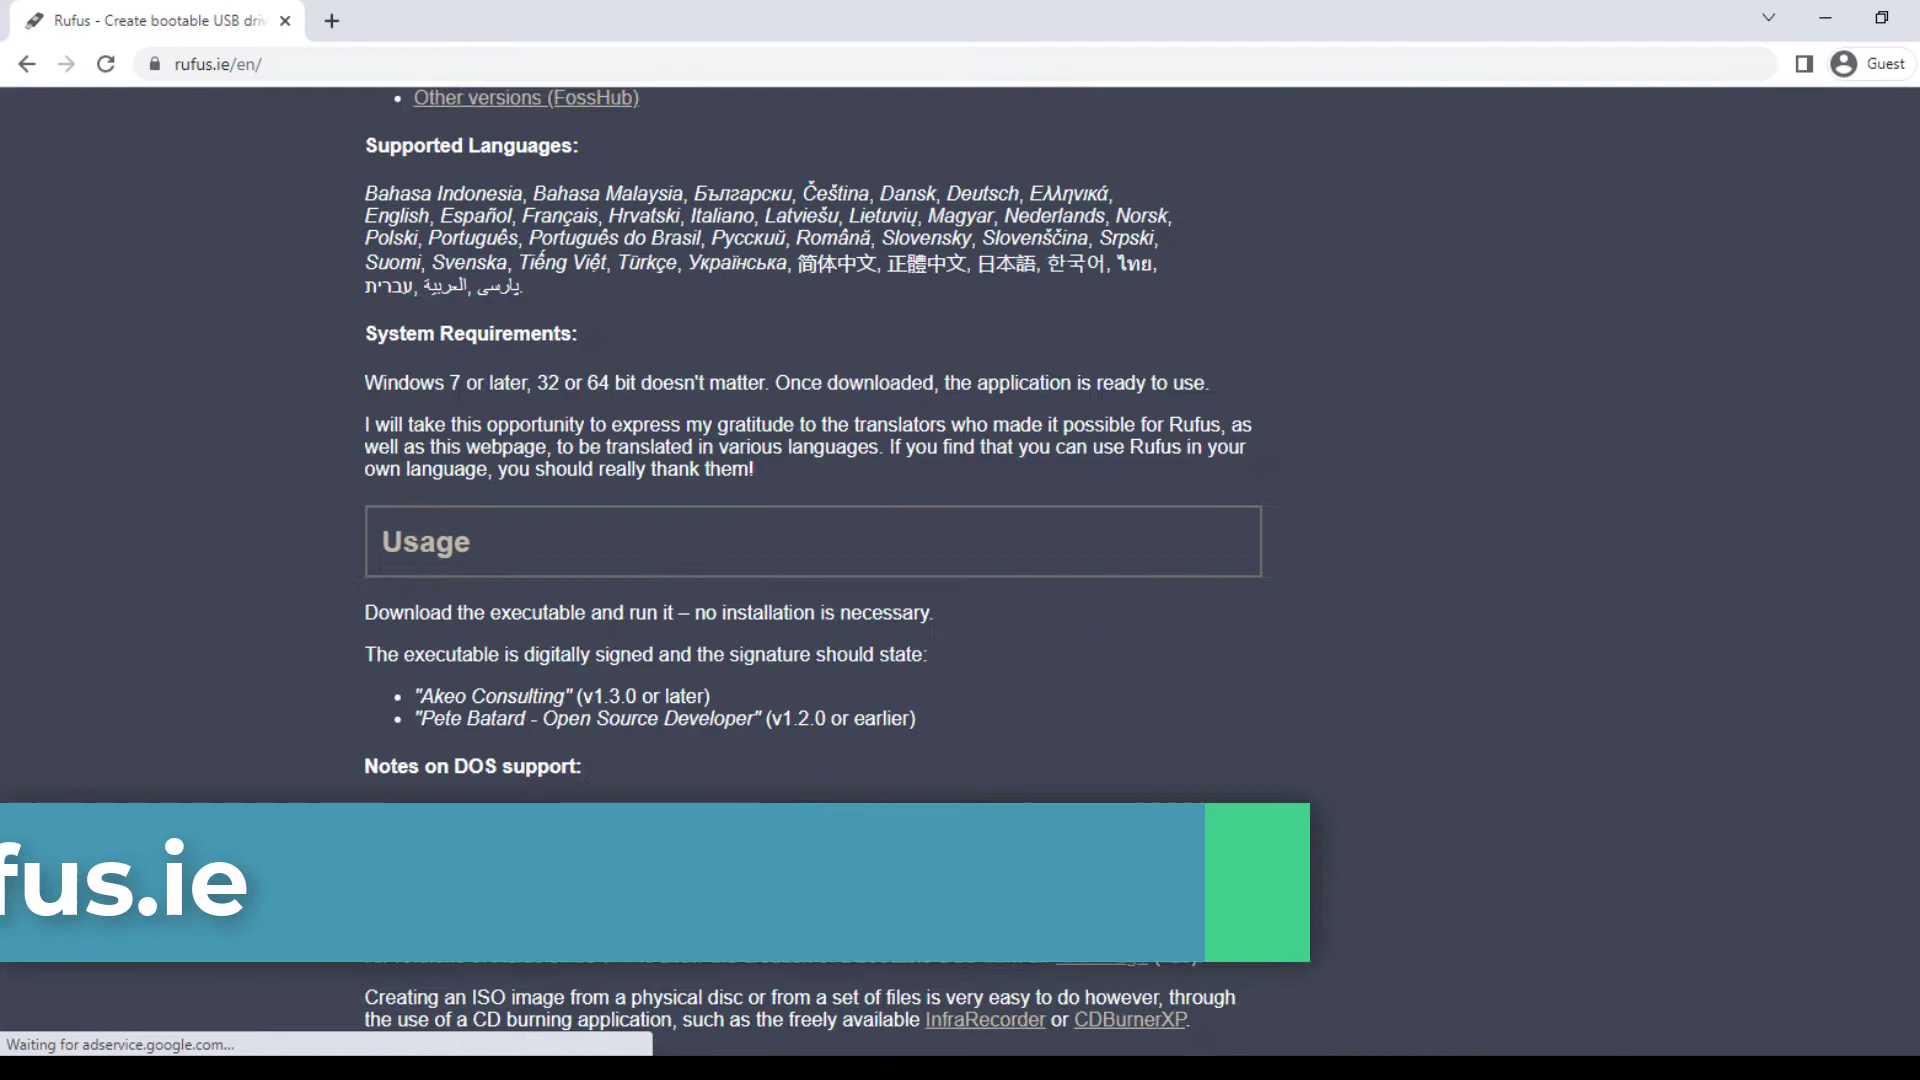 Rufus - Create bootable USB driv
rufus.ie/en/
Guest
Other versions (FossHub)
Supported Languages:
Bahasa Indonesia, Bahasa Malaysia, Български, Čeština, Dansk, Deutsch, Ελληνικά,
English, Español, Français, Hrvatski, Italiano, Latviešu, Lietuvių, Magyar, Nederlands, Norsk,
Polski, Português, Português do Brasil, Русский, Română, Slovensky, Slovenščina, Srpski,
Suomi, Svenska, Tiếng Việt, Türkçe, Українська, 简体中文, 正體中文, 日本語, 한국어, ไทย,
עברית, العربية, پارسی.
System Requirements:
Windows 7 or later, 32 or 64 bit doesn't matter. Once downloaded, the application is ready to use.
I will take this opportunity to express my gratitude to the translators who made it possible for Rufus, as
well as this webpage, to be translated in various languages. If you find that you can use Rufus in your
own language, you should really thank them!
Usage
Download the executable and run it – no installation is necessary.
The executable is digitally signed and the signature should state:
"Akeo Consulting" (v1.3.0 or later)
"Pete Batard - Open Source Developer" (v1.2.0 or earlier)
Notes on DOS support:
fus.ie
Creating an ISO image from a physical disc or from a set of files is very easy to do however, through
the use of a CD burning application, such as the freely available InfraRecorder or CDBurnerXP.
Waiting for adservice.google.com...